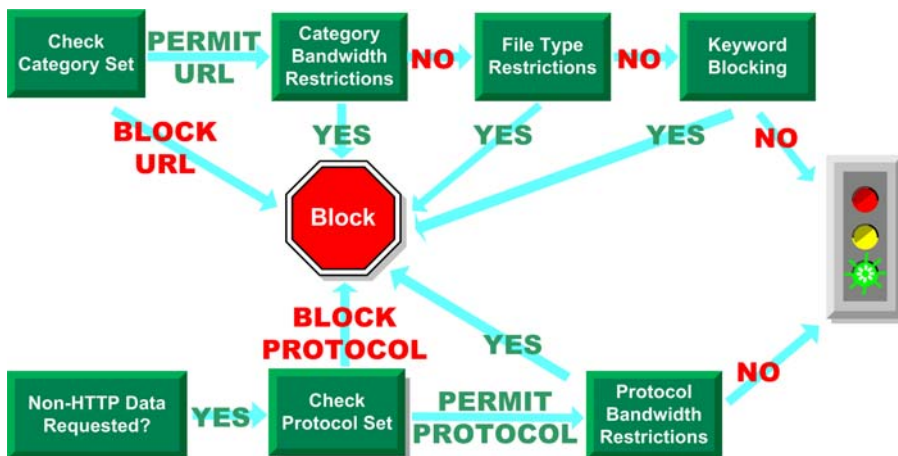 Check
Category Set
PERMIT
URL
Category
Bandwidth
Restrictions
NO
File Type
Restrictions
NO
Keyword
Blocking
BLOCK
URL
YES
YES
YES
NO
Block
BLOCK
PROTOCOL
YES
Non-HTTP Data
Requested?
YES
Check
Protocol Set
PERMIT
PROTOCOL
Protocol
Bandwidth
Restrictions
NO